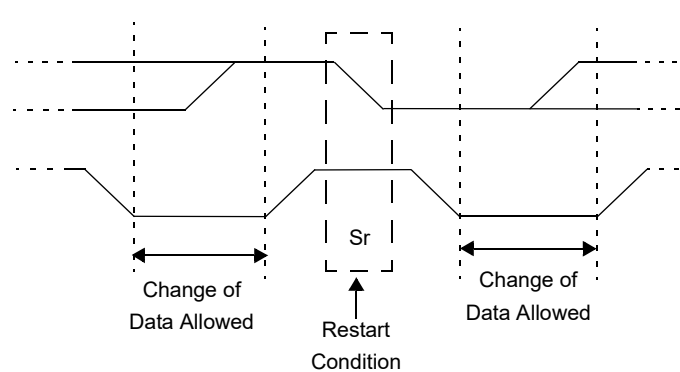 Sr
Change of
Data Allowed
Restart
Condition
Change of
Data Allowed